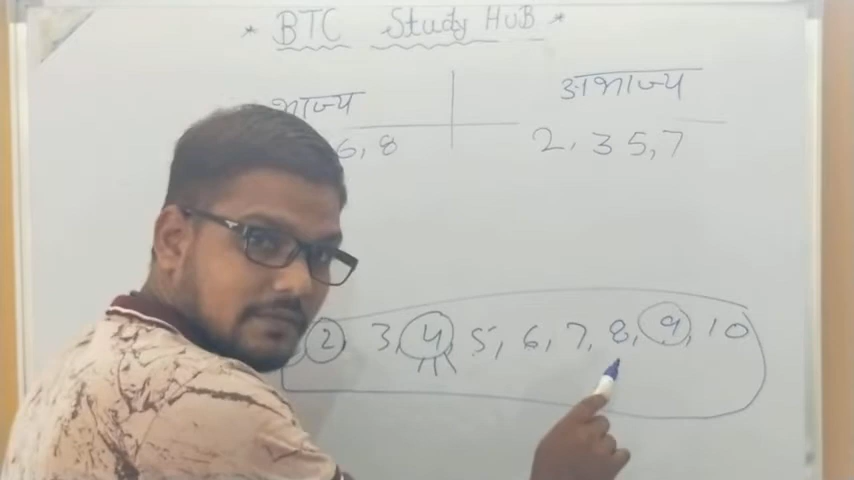 * BTC Study HUB *
भाज्य
अभाज्य
6, 8
2, 3 5, 7
2, 3, 4, 5, 6, 7, 8, 9, 10